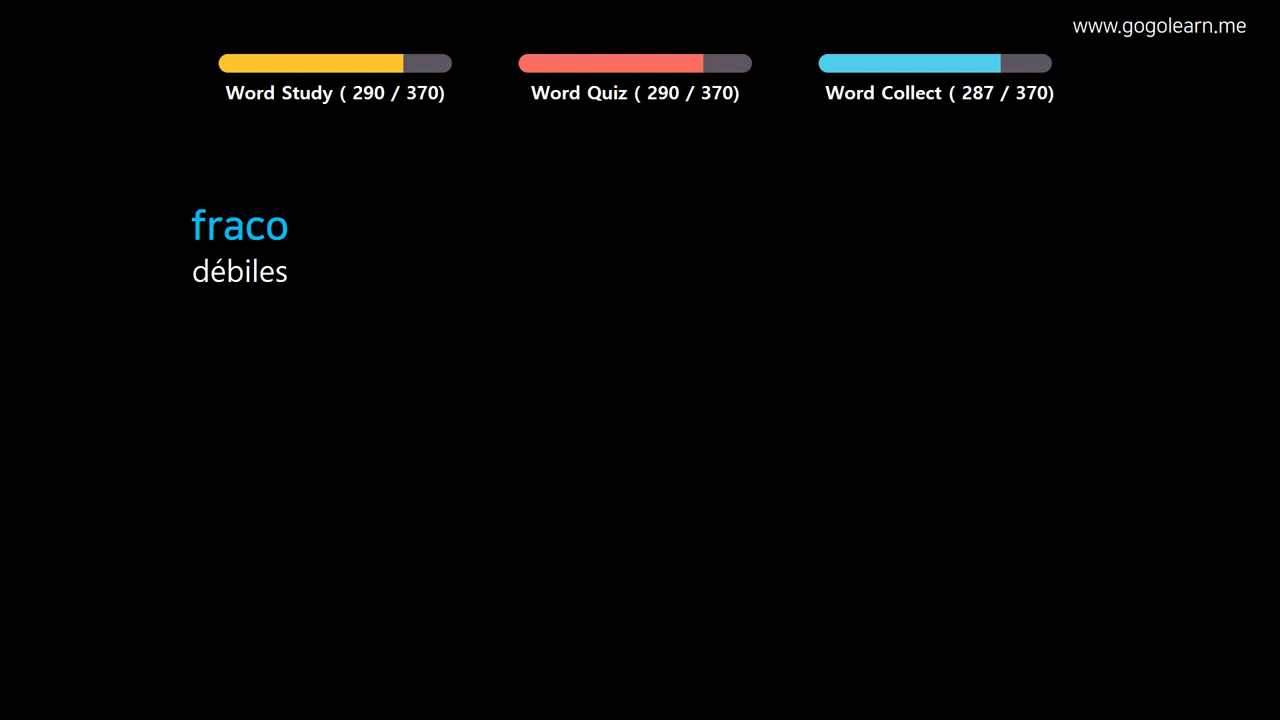 www.gogolearn.me
Word Study ( 290 / 370)
Word Quiz ( 290 / 370)
Word Collect ( 287 / 370)
fraco
débiles